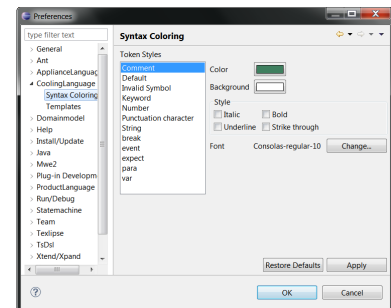 Preferences
type filter text
General
Ant
ApplianceLanguag
CoolingLanguage
Syntax Coloring
Templates
Domainmodel
Help
Install/Update
Java
Mwe2
Plug-in Developm
ProductLanguage
Run/Debug
Statemachine
Team
Texlipse
TsDsl
Xtend/Xpand
Syntax Coloring
Token Styles
Comment
Default
Invalid Symbol
Keyword
Number
Punctuation character
String
break
event
expect
para
var
Color
Background
Style
Italic Bold
Underline Strike through
Font Consolas-regular-10 Change...
Restore Defaults Apply
OK Cancel